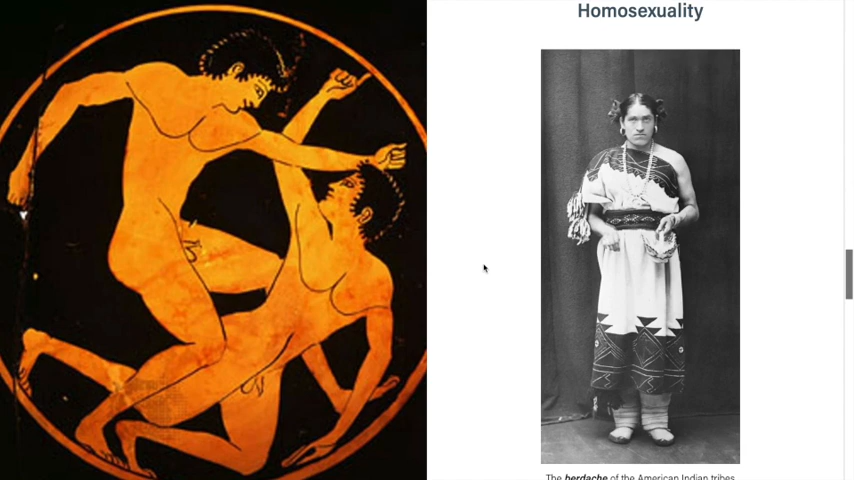 Homosexuality
The berdache of the American Indian tribes